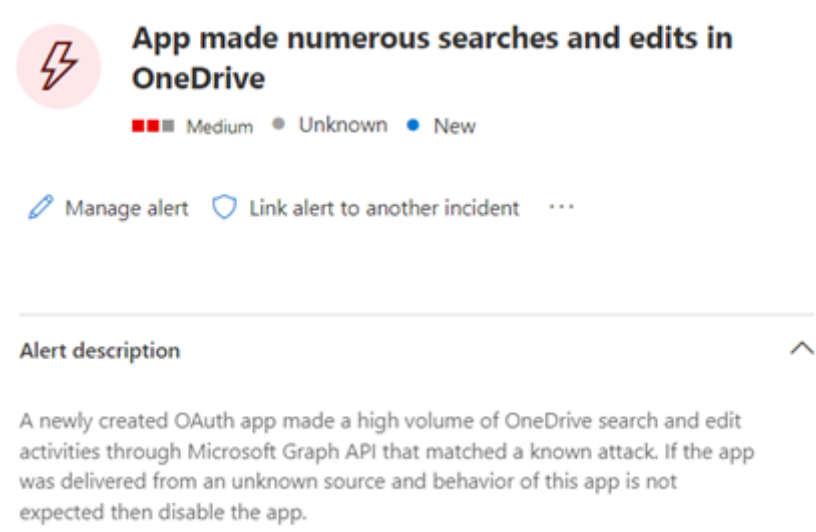 App made numerous searches and edits in
OneDrive
Medium Unknown New
Manage alert Link alert to another incident ...
Alert description
A newly created OAuth app made a high volume of OneDrive search and edit
activities through Microsoft Graph API that matched a known attack. If the app
was delivered from an unknown source and behavior of this app is not
expected then disable the app.